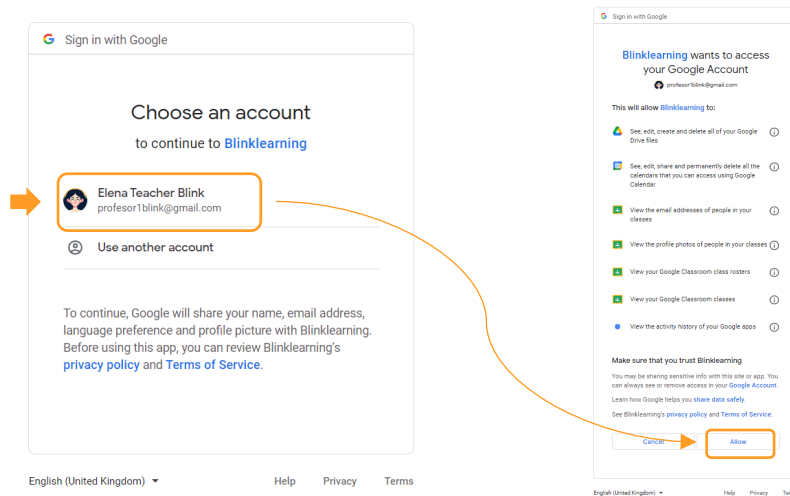 Sign in with Google
Choose an account
to continue to Blinklearning
Elena Teacher Blink
profesor1blink@gmail.com
Use another account
To continue, Google will share your name, email address,
language preference and profile picture with Blinklearning.
Before using this app, you can review Blinklearning's
privacy policy and Terms of Service.
English (United Kingdom)
Help
Privacy
Terms
Sign in with Google
Blinklearning wants to access
your Google Account
profesor1blink@gmail.com
This will allow Blinklearning to:
See, edit, create and delete all of your Google
Drive files
See, edit, share and permanently delete all the
calendars that you can access using Google
Calendar
View the email addresses of people in your
classes
View the profile photos of people in your classes
View your Google Classroom class rosters
View your Google Classroom classes
View the activity history of your Google apps
Make sure that you trust Blinklearning
You may be sharing sensitive info with this site or app. You
can always see or remove access in your Google Account.
Learn how Google helps you share data safely.
See Blinklearning's privacy policy and Terms of Service.
Cancel
Allow
English (United Kingdom)
Help
Privacy